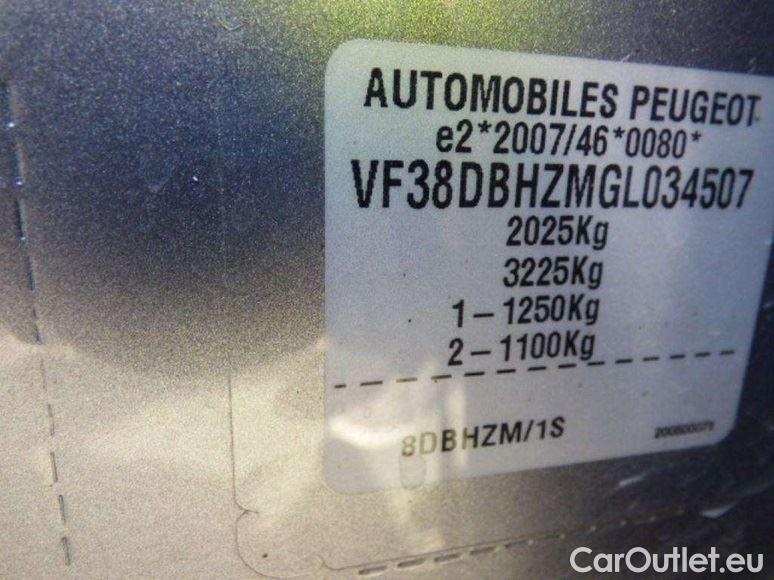 AUTOMOBILES PEUGEOT
e2*2007/46*0080*
VF38DBHZMGL034507
2025Kg
3225Kg
1-1250Kg
2-1100Kg
8DBHZM/1S
CarOutlet.eu